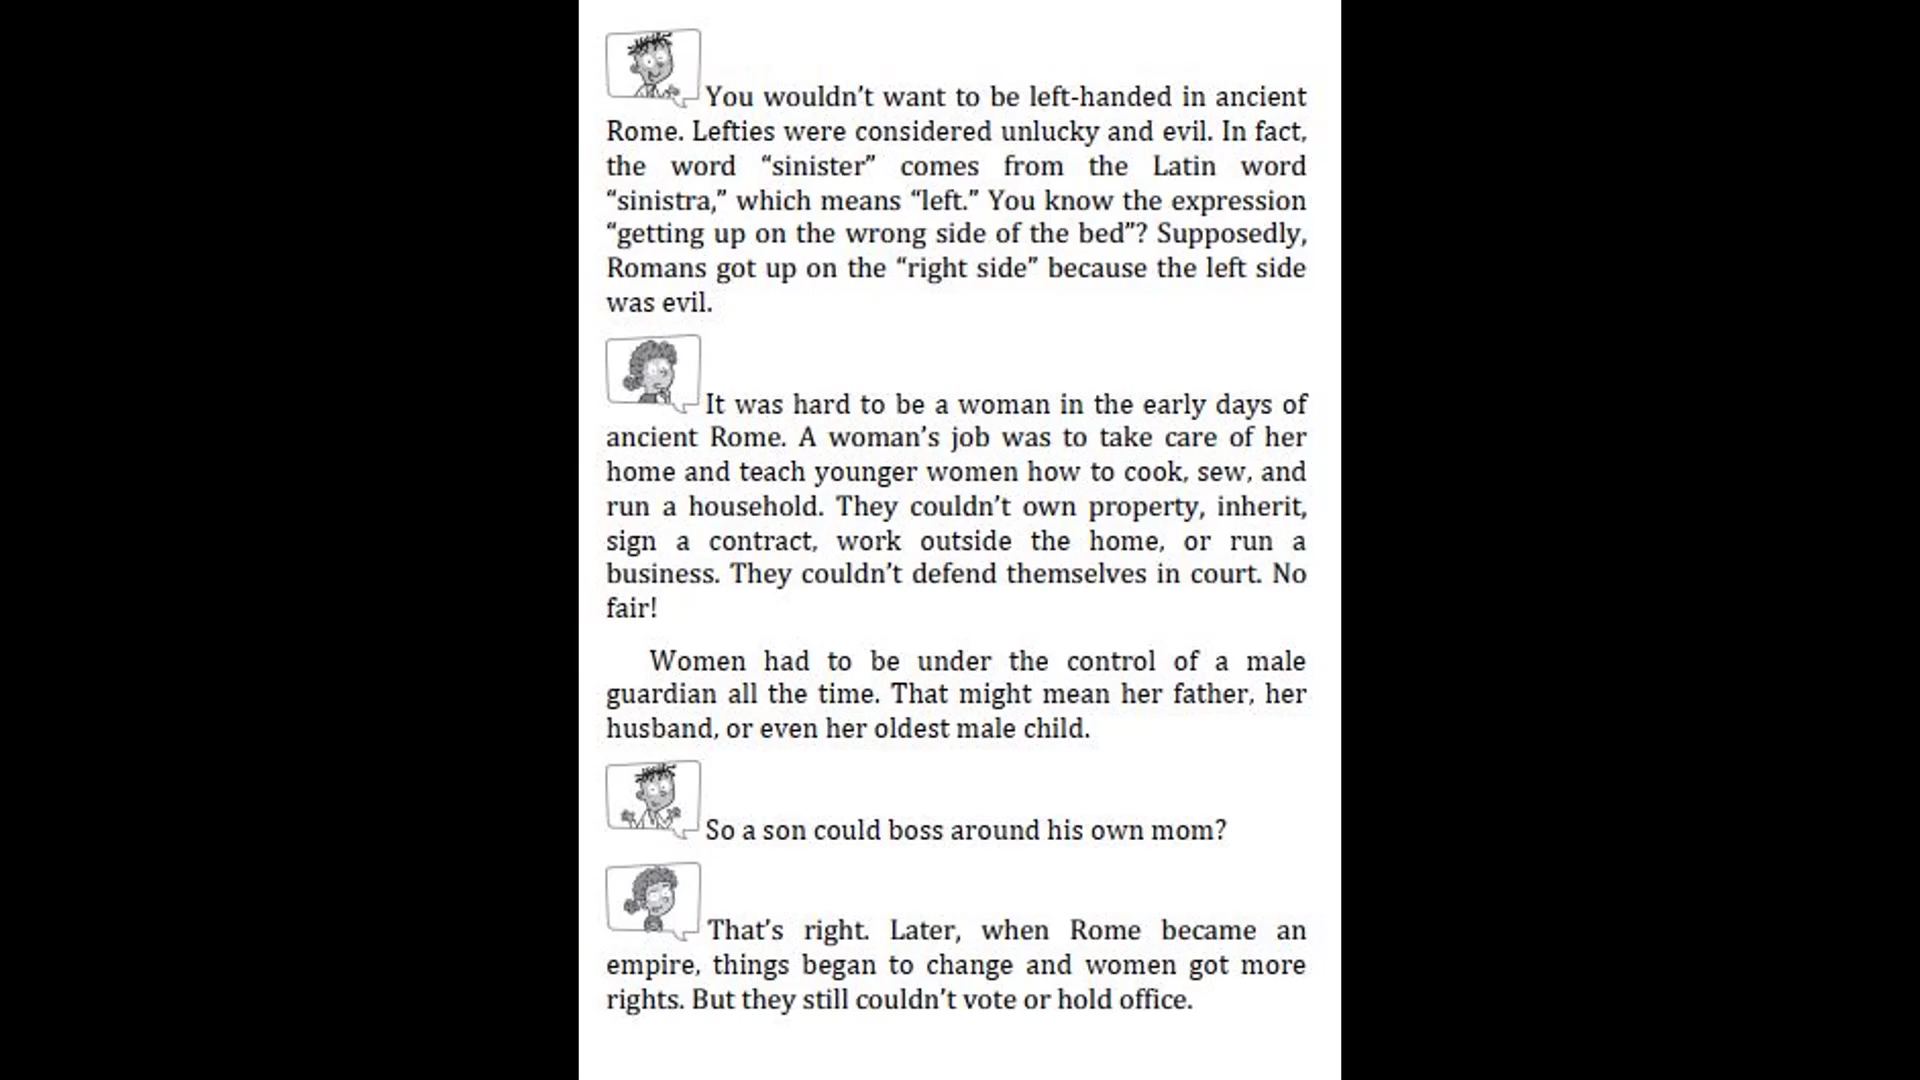 You wouldn’t want to be left-handed in ancient
Rome. Lefties were considered unlucky and evil. In fact,
the word “sinister” comes from the Latin word
“sinistra,” which means “left.” You know the expression
“getting up on the wrong side of the bed”? Supposedly,
Romans got up on the “right side” because the left side
was evil.
It was hard to be a woman in the early days of
ancient Rome. A woman’s job was to take care of her
home and teach younger women how to cook, sew, and
run a household. They couldn’t own property, inherit,
sign a contract, work outside the home, or run a
business. They couldn’t defend themselves in court. No
fair!
Women had to be under the control of a male
guardian all the time. That might mean her father, her
husband, or even her oldest male child.
So a son could boss around his own mom?
That’s right. Later, when Rome became an
empire, things began to change and women got more
rights. But they still couldn’t vote or hold office.